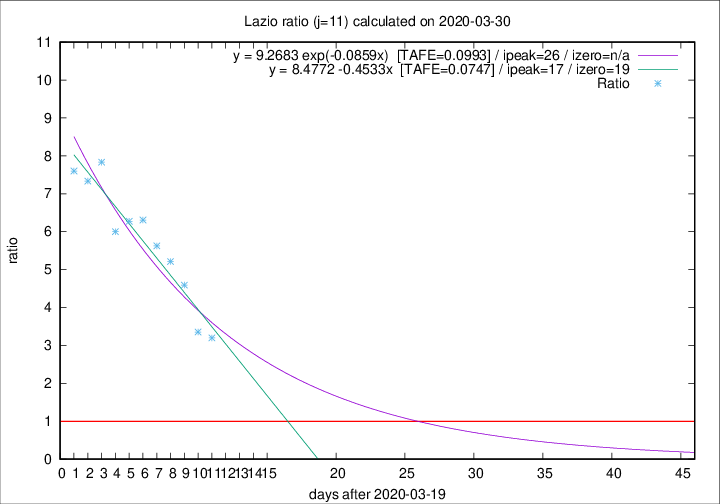 Lazio ratio (j=11) calculated on 2020-03-30
y = 9.2683 exp(-0.0859x) [TAFE=0.0993] / ipeak=26 / izero=n/a
y = 8.4772 -0.4533x [TAFE=0.0747] / ipeak=17 / izero=19
Ratio
11
10
9
8
7
6
5
4
3
2
1
0
ratio
0 1 2 3 4 5 6 7 8 9 10 11 12 13 14 15 20 25 30 35 40 45
days after 2020-03-19